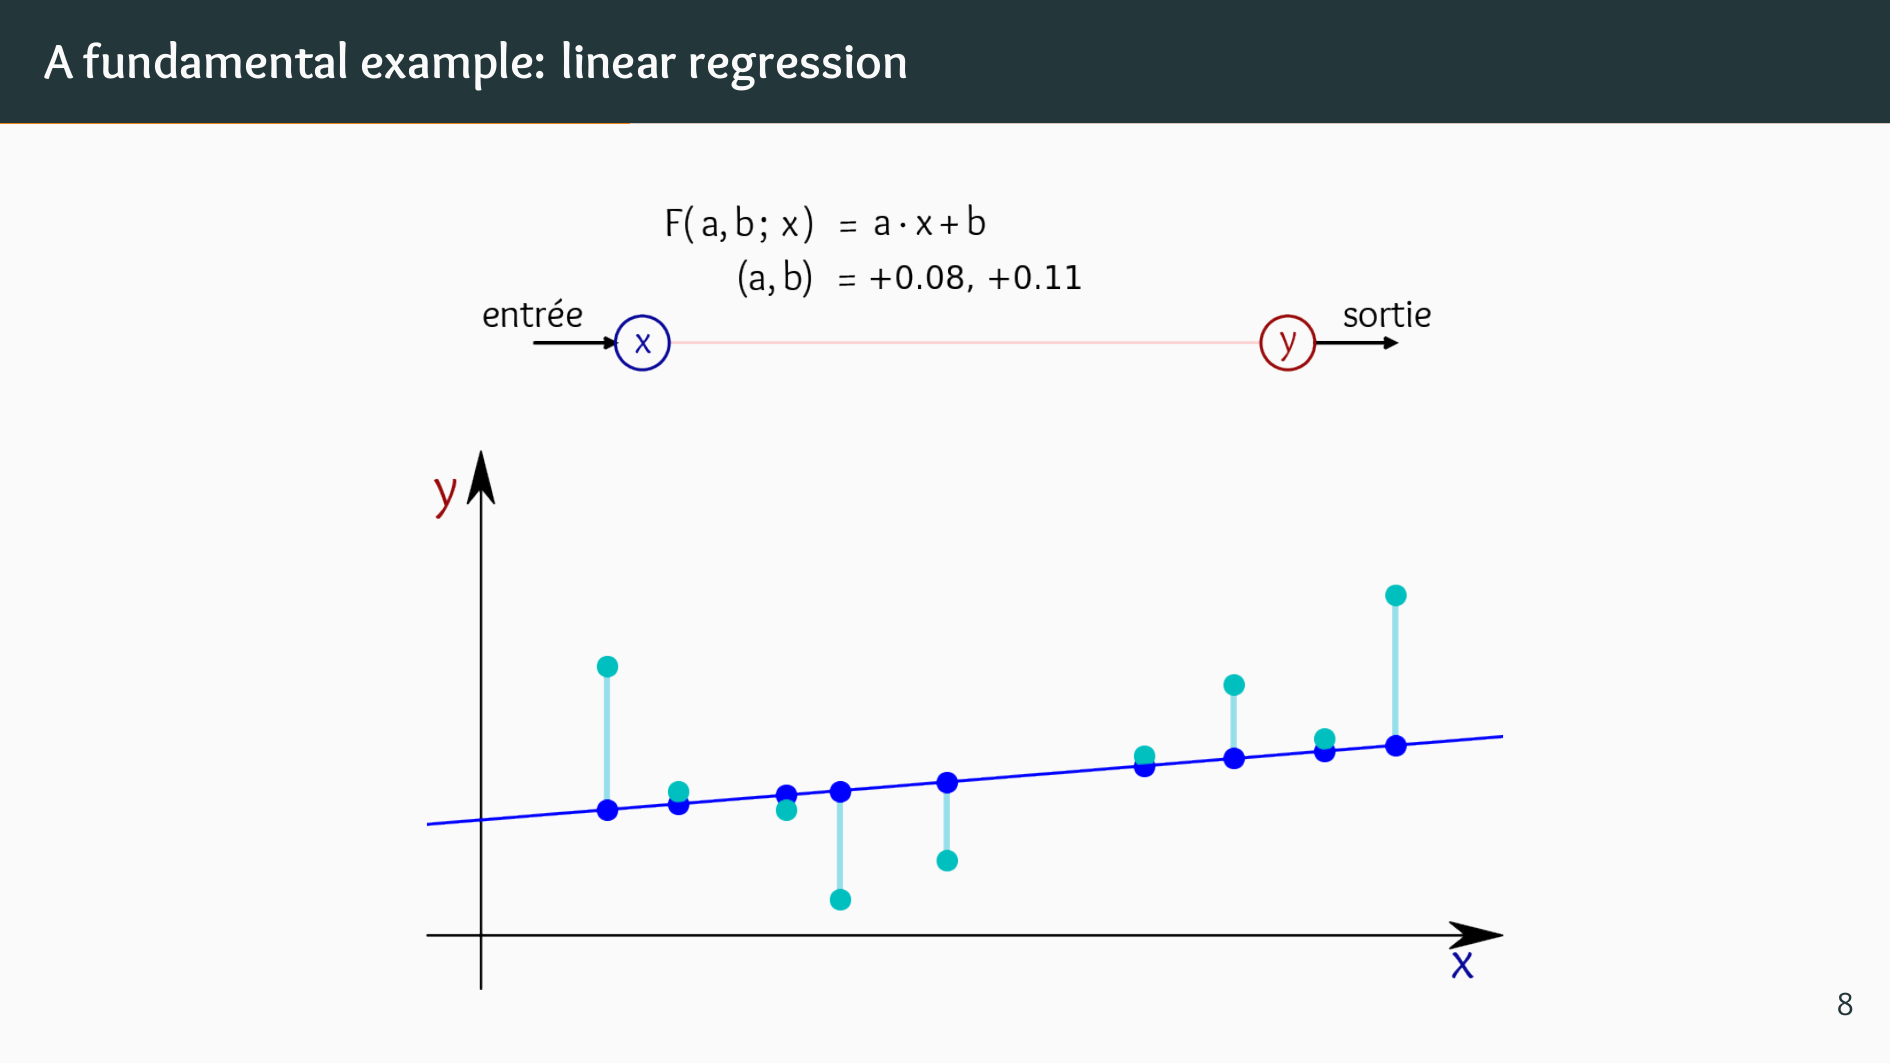 A fundamental example: linear regression
F( a, b ; x ) = a · x + b
(a, b) = +0.08, +0.11
entrée
sortie
x
y
y
x
8